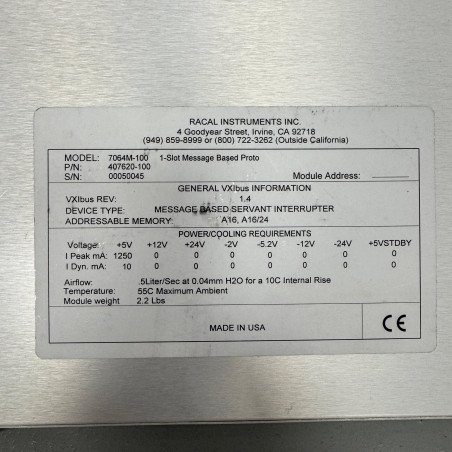 RACAL INSTRUMENTS INC.
4 Goodyear Street, Irvine, CA 92718
(949) 859-8999 or (800) 722-3262 (Outside California)
MODEL: 7064M-100 1-Slot Message Based Proto
P/N: 407620-100
S/N: 00050045 Module Address:
GENERAL VXIbus INFORMATION
VXIbus REV: 1.4
DEVICE TYPE: MESSAGE BASED SERVANT INTERRUPTER
ADDRESSABLE MEMORY: A16, A16/24
POWER/COOLING REQUIREMENTS
Voltage: +5V +12V +24V -2V -5.2V -12V -24V +5VSTDBY
I Peak mA: 1250 0 0 0 0 0 0 0
I Dyn. mA: 10 0 0 0 0 0 0 0
Airflow: .5Liter/Sec at 0.04mm H2O for a 10C Internal Rise
Temperature: 55C Maximum Ambient
Module weight 2.2 Lbs
MADE IN USA
CE